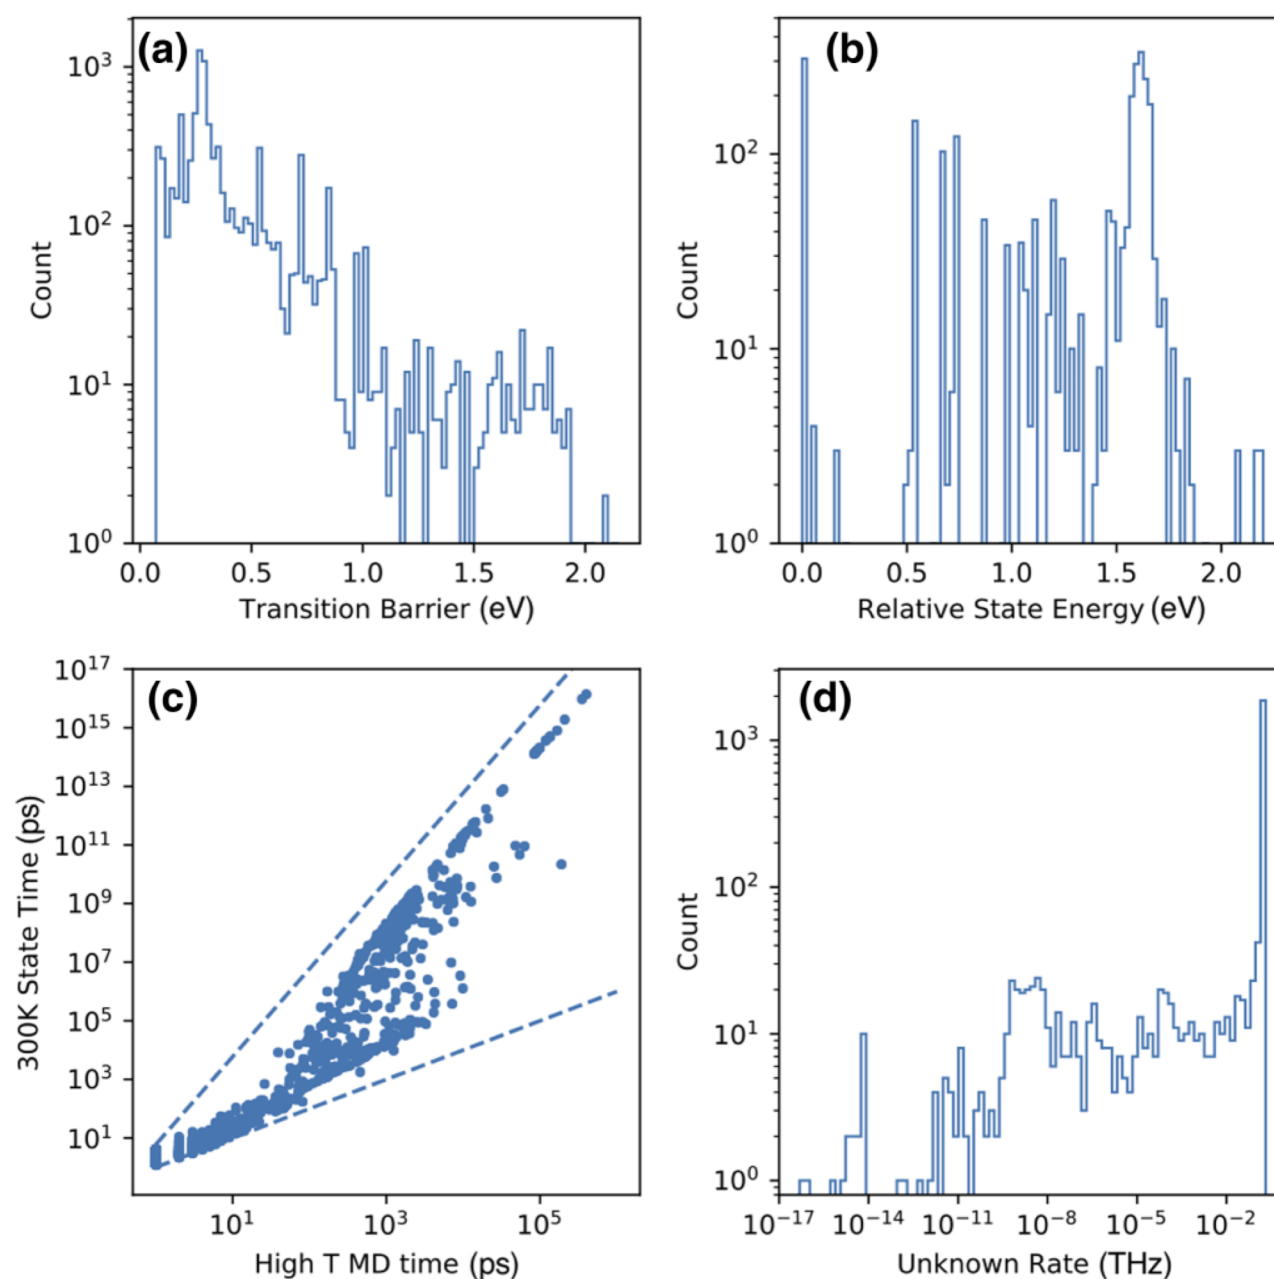 (a)
10³
10²
10¹
10⁰
Count
0.0 0.5 1.0 1.5 2.0
Transition Barrier (eV)
(b)
10²
10¹
10⁰
Count
0.0 0.5 1.0 1.5 2.0
Relative State Energy (eV)
(c)
10¹⁷
10¹⁵
10¹³
10¹¹
10⁹
10⁷
10⁵
10³
10¹
300K State Time (ps)
10¹ 10³ 10⁵
High T MD time (ps)
(d)
10³
10²
10¹
10⁰
Count
10⁻¹⁷ 10⁻¹⁴ 10⁻¹¹ 10⁻⁸ 10⁻⁵ 10⁻²
Unknown Rate (THz)